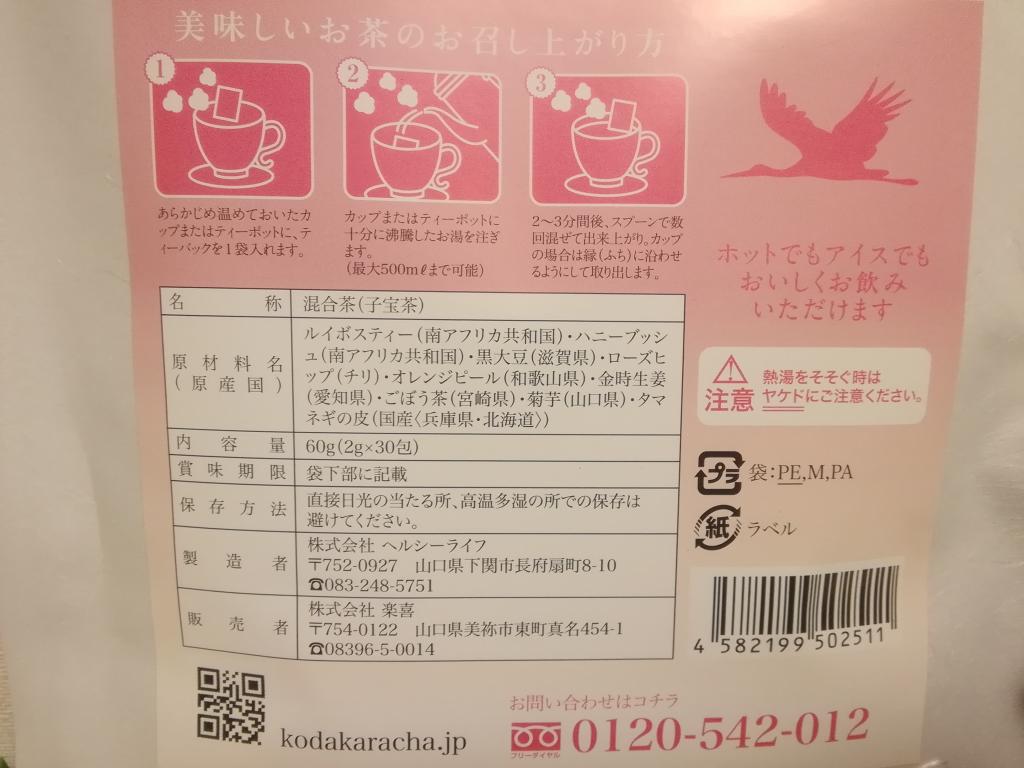 美味しいお茶のお召し上がり方
1
2
3
あらかじめ温めておいたカ
ップまたはティーポットに、テ
ィーバックを1袋入れます。
カップまたはティーポットに
十分に沸騰したお湯を注ぎ
ます。
(最大500mℓまで可能)
2〜3分間後、スプーンで数
回混ぜて出来上がり。カップ
の場合は縁(ふち)に沿わせ
るようにして取り出します。
ホットでもアイスでも
おいしくお飲み
いただけます
名称 混合茶(子宝茶)
原材料名
(原産国)
ルイボスティー(南アフリカ共和国)・ハニーブッシ
ュ(南アフリカ共和国)・黒大豆(滋賀県)・ローズヒ
ップ(チリ)・オレンジピール(和歌山県)・金時生姜
(愛知県)・ごぼう茶(宮崎県)・菊芋(山口県)・タマ
ネギの皮(国産〈兵庫県・北海道〉)
内容量 60g(2g×30包)
賞味期限 袋下部に記載
保存方法
直接日光の当たる所、高温多湿の所での保存は
避けてください。
製造者
株式会社 ヘルシーライフ
〒752-0927 山口県下関市長府扇町8-10
☎083-248-5751
販売者
株式会社 楽喜
〒754-0122 山口県美祢市東町真名454-1
☎08396-5-0014
注意
熱湯をそそぐ時は
ヤケドにご注意ください。
プラ 袋:PE,M,PA
紙 ラベル
4 582199 502511
kodakaracha.jp
お問い合わせはコチラ
フリーダイヤル
0120-542-012